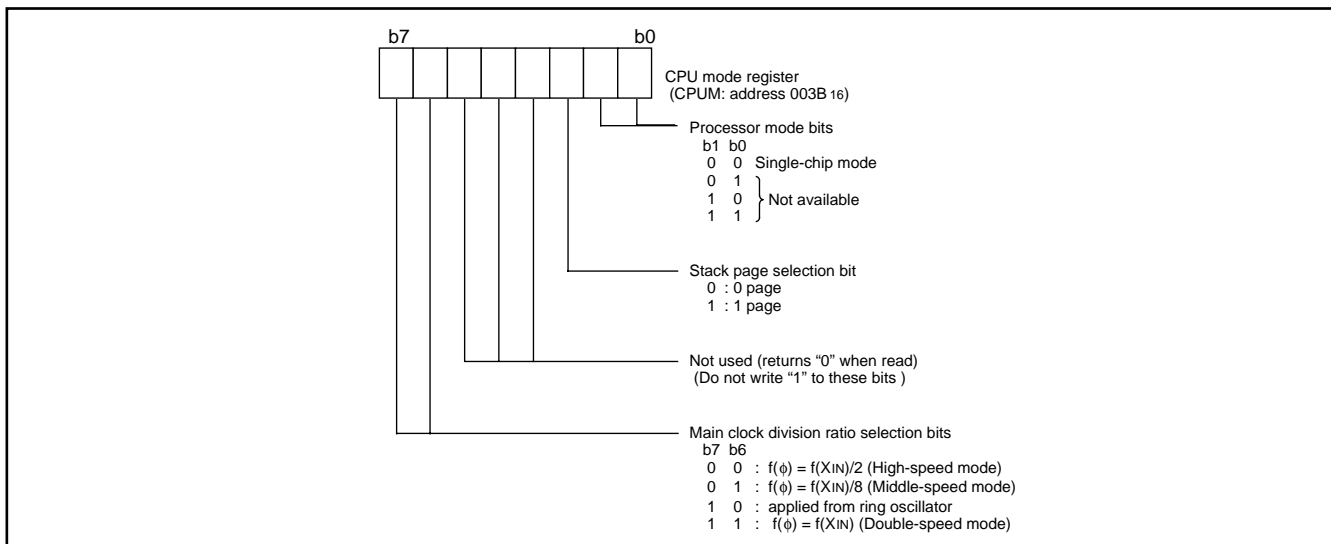 b7 b0
CPU mode register
(CPUM: address 003B16)
Processor mode bits
b1 b0
0 0 Single-chip mode
0 1
1 0 Not available
1 1
Stack page selection bit
0 : 0 page
1 : 1 page
Not used (returns “0” when read)
(Do not write “1” to these bits )
Main clock division ratio selection bits
b7 b6
0 0 : f(φ) = f(XIN)/2 (High-speed mode)
0 1 : f(φ) = f(XIN)/8 (Middle-speed mode)
1 0 : applied from ring oscillator
1 1 : f(φ) = f(XIN) (Double-speed mode)